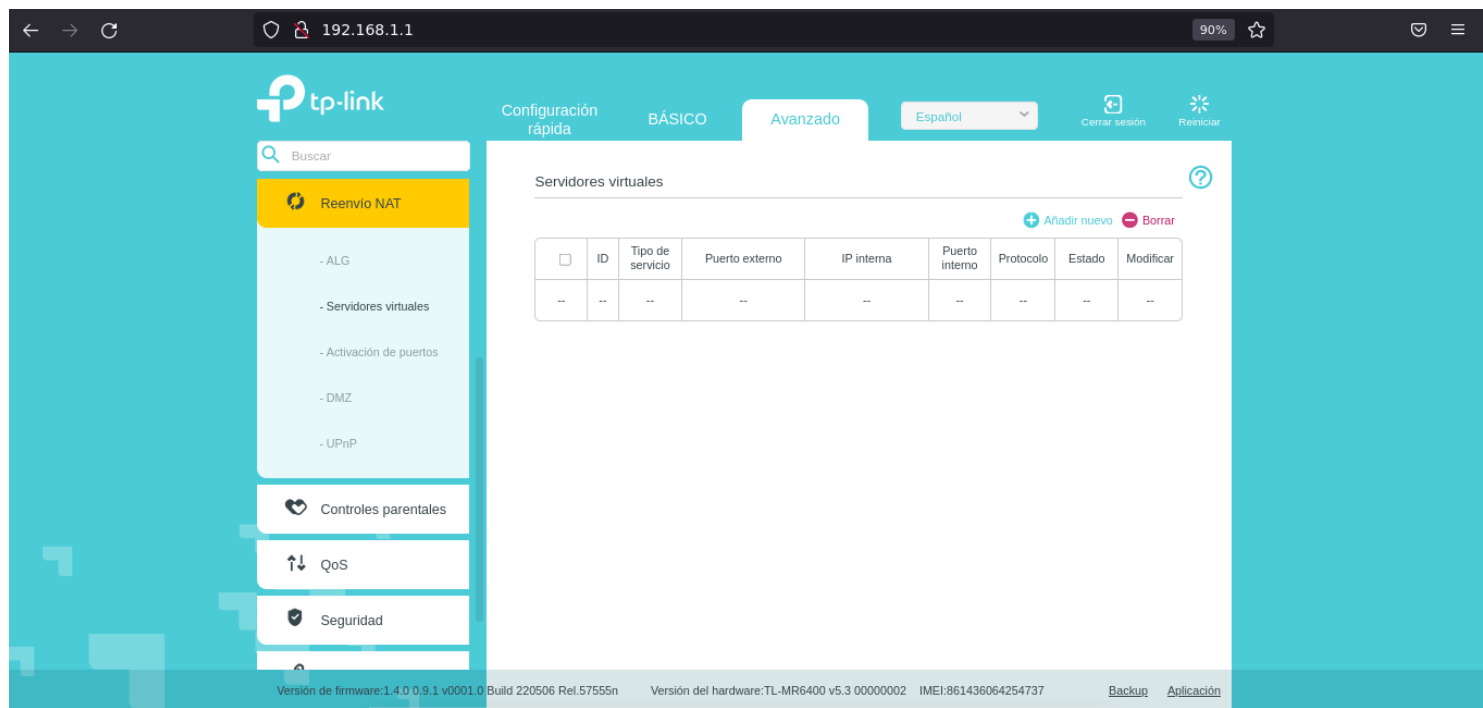 192.168.1.1
90%
tp-link
Configuración
rápida
BÁSICO
Avanzado
Español
Cerrar sesión
Reiniciar
Buscar
Reenvío NAT
- ALG
- Servidores virtuales
- Activación de puertos
- DMZ
- UPnP
Controles parentales
QoS
Seguridad
Servidores virtuales
?
Añadir nuevo
Borrar
ID
Tipo de
servicio
Puerto externo
IP interna
Puerto
interno
Protocolo
Estado
Modificar
-- -- -- -- -- -- -- -- --
Versión de firmware:1.4.0 0.9.1 v0001.0 Build 220506 Rel.57555n
Versión del hardware:TL-MR6400 v5.3 00000002
IMEI:861436064254737
Backup
Aplicación